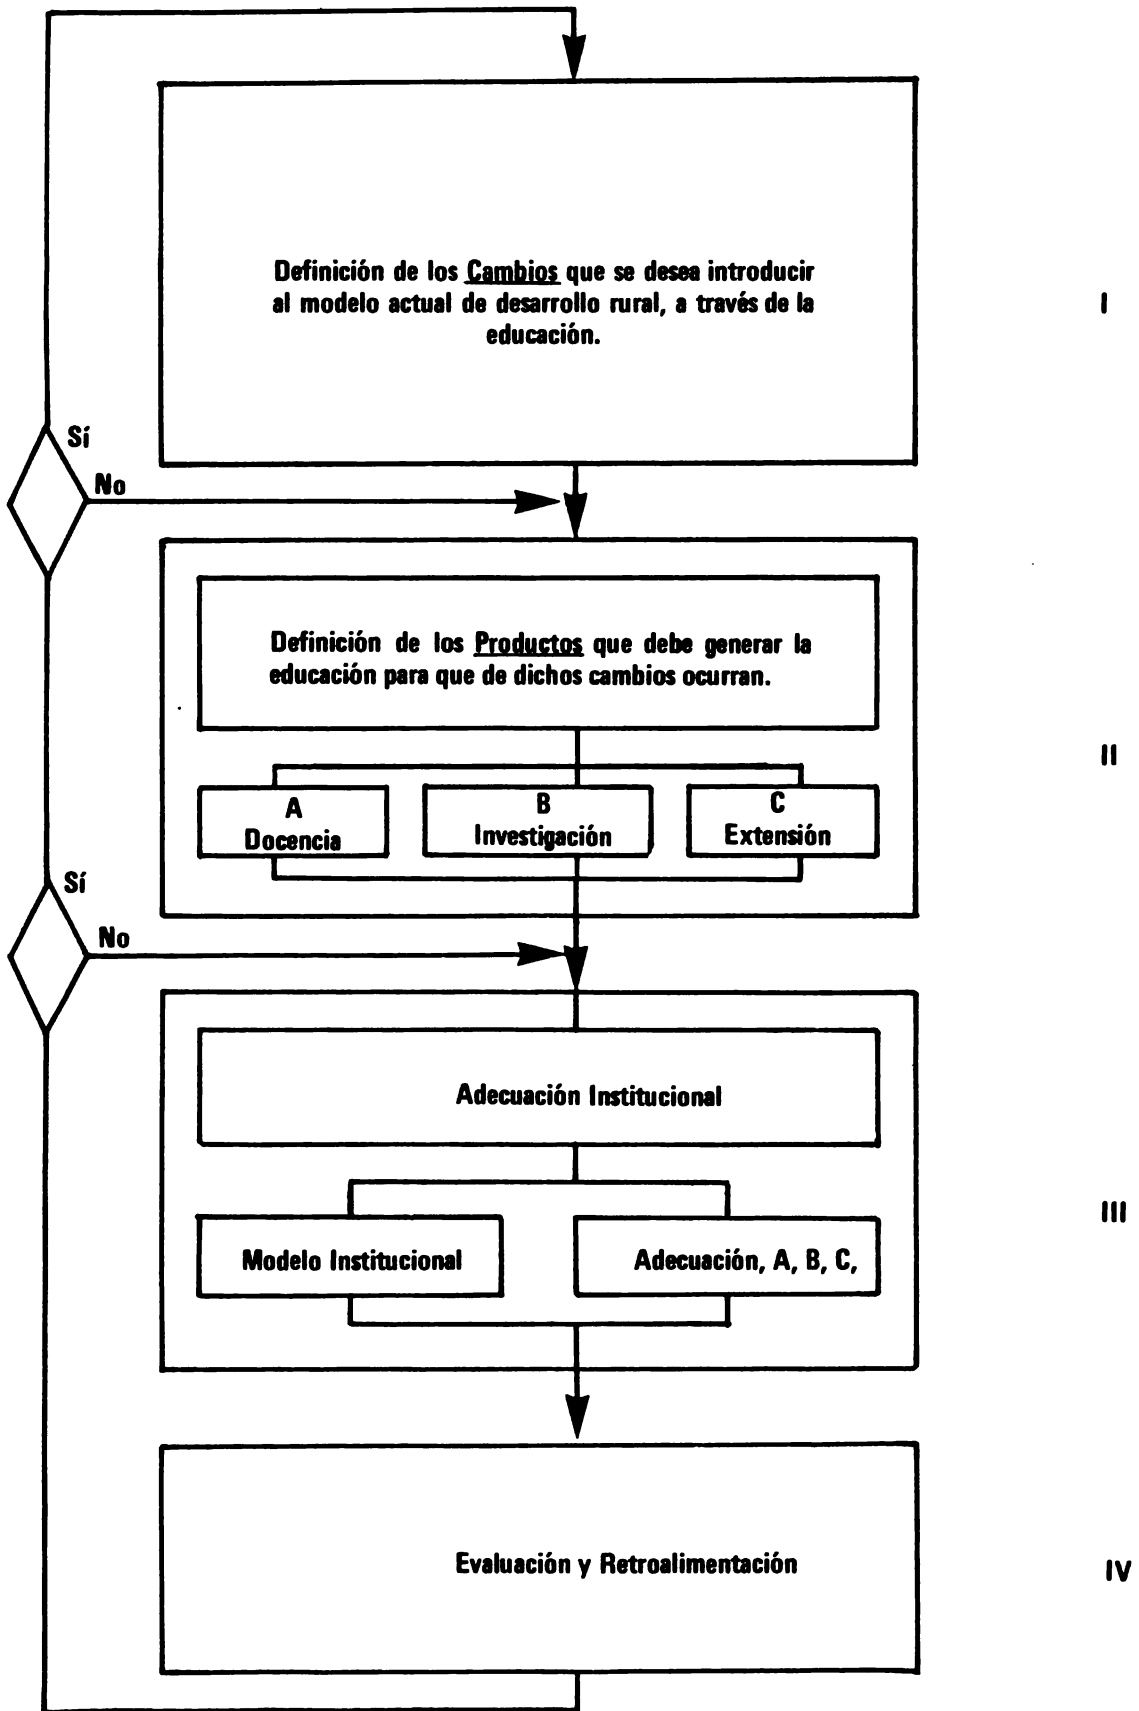 Definición de los Cambios que se desea introducir
al modelo actual de desarrollo rural, a través de la
educación.
I
Sí
No
Definición de los Productos que debe generar la
educación para que de dichos cambios ocurran.
II
A
Docencia
B
Investigación
C
Extensión
Sí
No
Adecuación Institucional
III
Modelo Institucional
Adecuación, A, B, C,
Evaluación y Retroalimentación
IV